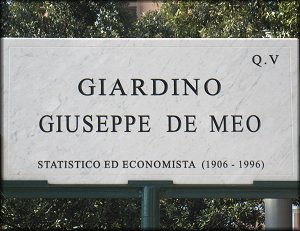 Q.V
GIARDINO
GIUSEPPE DE MEO
STATISTICO ED ECONOMISTA (1906 - 1996)